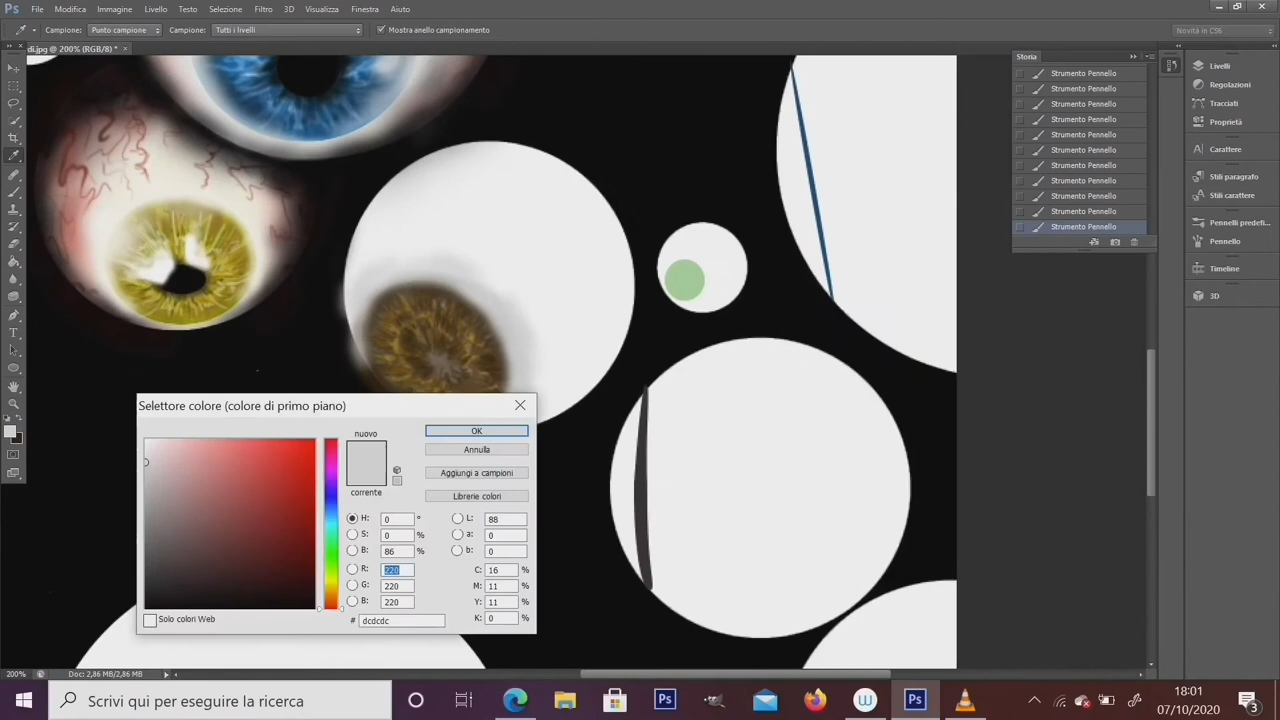 Ps File Modifica Immagine Livello Testo Selezione Filtro 3D Visualizza Finestra Aiuto
Campione: Punto campione Campione: Tutti i livelli Mostra anello campionamento Novità in CS6
di.jpg @ 200% (RGB/8) *
Storia
Strumento Pennello
Strumento Pennello
Strumento Pennello
Strumento Pennello
Strumento Pennello
Strumento Pennello
Strumento Pennello
Strumento Pennello
Strumento Pennello
Strumento Pennello
Strumento Pennello
Livelli
Regolazioni
Tracciati
Proprietà
Carattere
Stili paragrafo
Stili carattere
Pennelli predefi...
Pennello
Timeline
3D
Selettore colore (colore di primo piano)
nuovo
corrente
OK
Annulla
Aggiungi a campioni
Librerie colori
H: 0 ° L: 88
S: 0 % a: 0
B: 86 % b: 0
R: 220 C: 16 %
G: 220 M: 11 %
B: 220 Y: 11 %
# dcdcdc K: 0 %
Solo colori Web
200% Doc: 2,86 MB/2,86 MB
Scrivi qui per eseguire la ricerca
Ps
W
Ps
18:01
07/10/2020
3